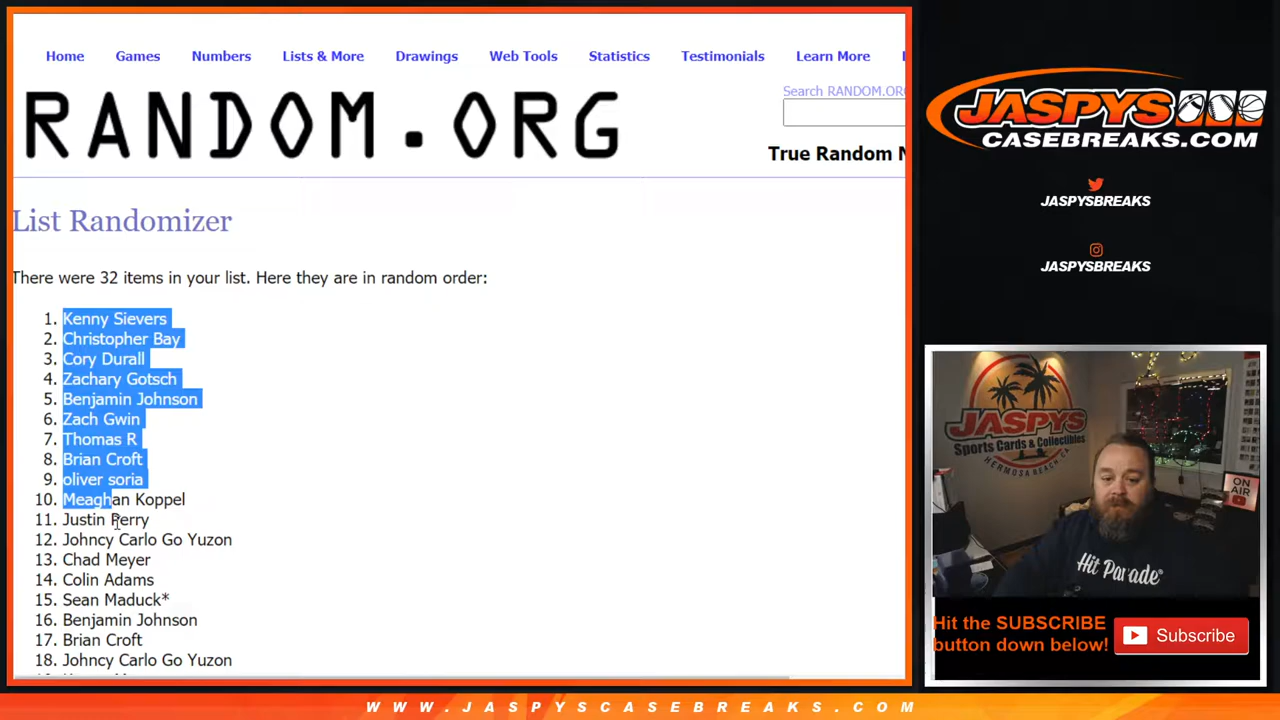 Home Games Numbers Lists & More Drawings Web Tools Statistics Testimonials Learn More
Search RANDOM.ORG
RANDOM.ORG
True Random
List Randomizer
There were 32 items in your list. Here they are in random order:
1. Kenny Sievers
2. Christopher Bay
3. Cory Durall
4. Zachary Gotsch
5. Benjamin Johnson
6. Zach Gwin
7. Thomas R
8. Brian Croft
9. oliver soria
10. Meaghan Koppel
11. Justin Perry
12. Johncy Carlo Go Yuzon
13. Chad Meyer
14. Colin Adams
15. Sean Maduck*
16. Benjamin Johnson
17. Brian Croft
18. Johncy Carlo Go Yuzon
JASPYS
CASEBREAKS.COM
JASPYSBREAKS
JASPYSBREAKS
JASPYS
Sports Cards & Collectibles
HERMOSA BEACH, CA
ON AIR
Hit Parade
Hit the SUBSCRIBE
button down below!
Subscribe
WWW.JASPYSCASEBREAKS.COM